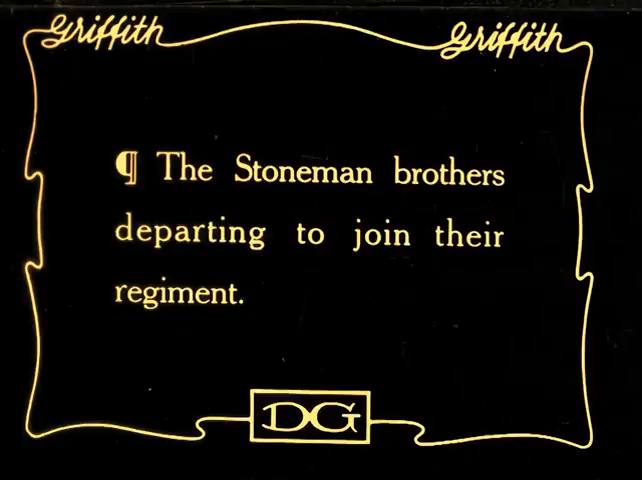 Griffith Griffith
¶ The Stoneman brothers
departing to join their
regiment.
DG